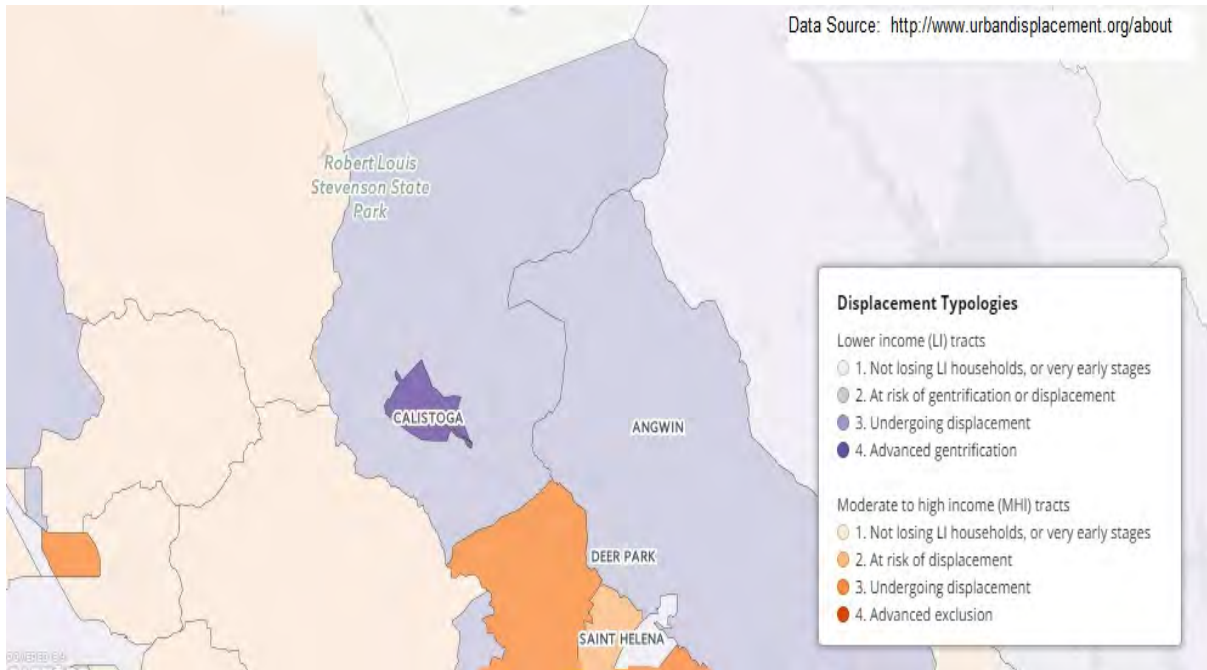 Data Source: http://www.urbandisplacement.org/about
Robert Louis
Stevenson State
Park
CALISTOGA
ANGWIN
DEER PARK
SAINT HELENA
Displacement Typologies
Lower income (LI) tracts
1. Not losing LI households, or very early stages
2. At risk of gentrification or displacement
3. Undergoing displacement
4. Advanced gentrification
Moderate to high income (MHI) tracts
1. Not losing LI households, or very early stages
2. At risk of displacement
3. Undergoing displacement
4. Advanced exclusion